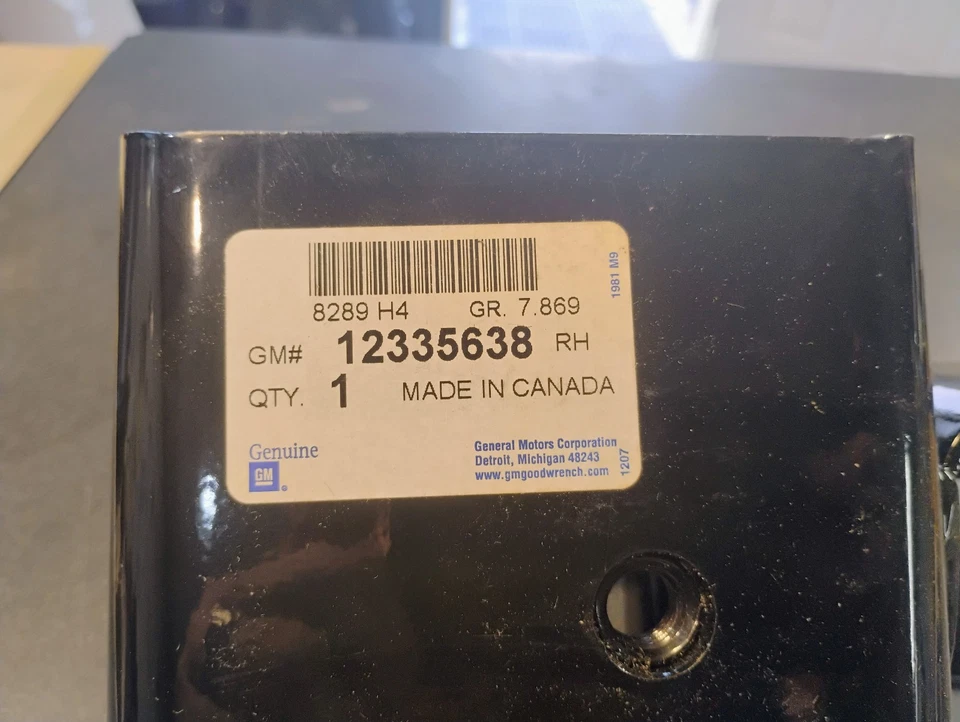 1981 M9
8289 H4 GR. 7.869
GM# 12335638 RH
QTY. 1 MADE IN CANADA
Genuine
GM
General Motors Corporation
Detroit, Michigan 48243
www.gmgoodwrench.com
1207